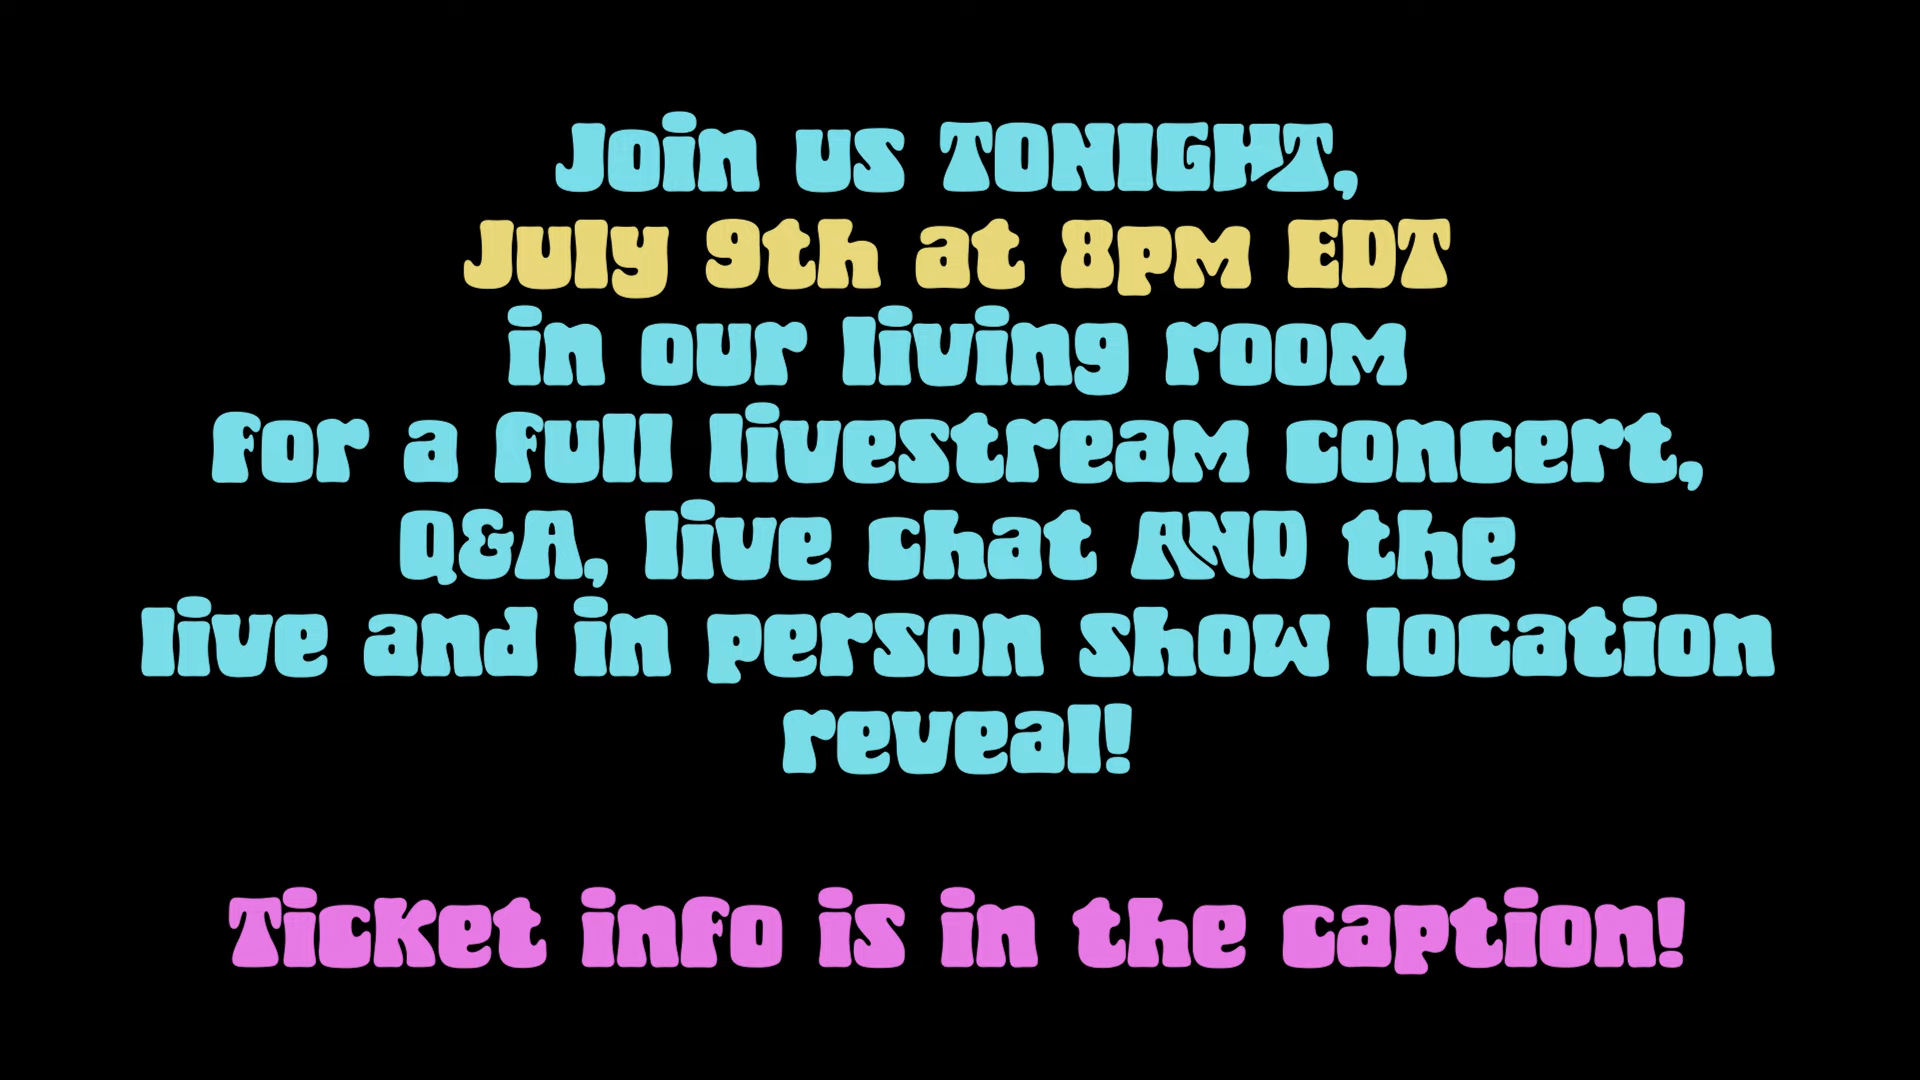 Join us TONIGHT,
July 9th at 8pm EDT
in our living room
for a full livestream concert,
Q&A, live chat AND the
live and in person show location
reveal!
Ticket info is in the caption!